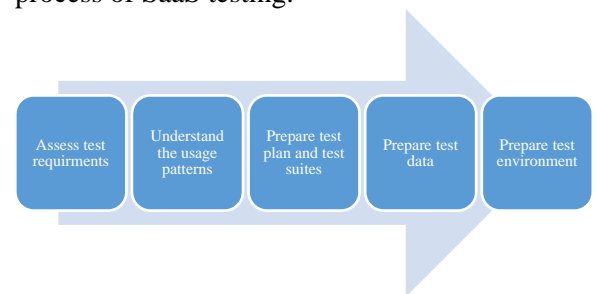 process of SaaS testing.
Assess test
requirments
Understand
the usage
patterns
Prepare test
plan and test
suites
Prepare test
data
Prepare test
environment